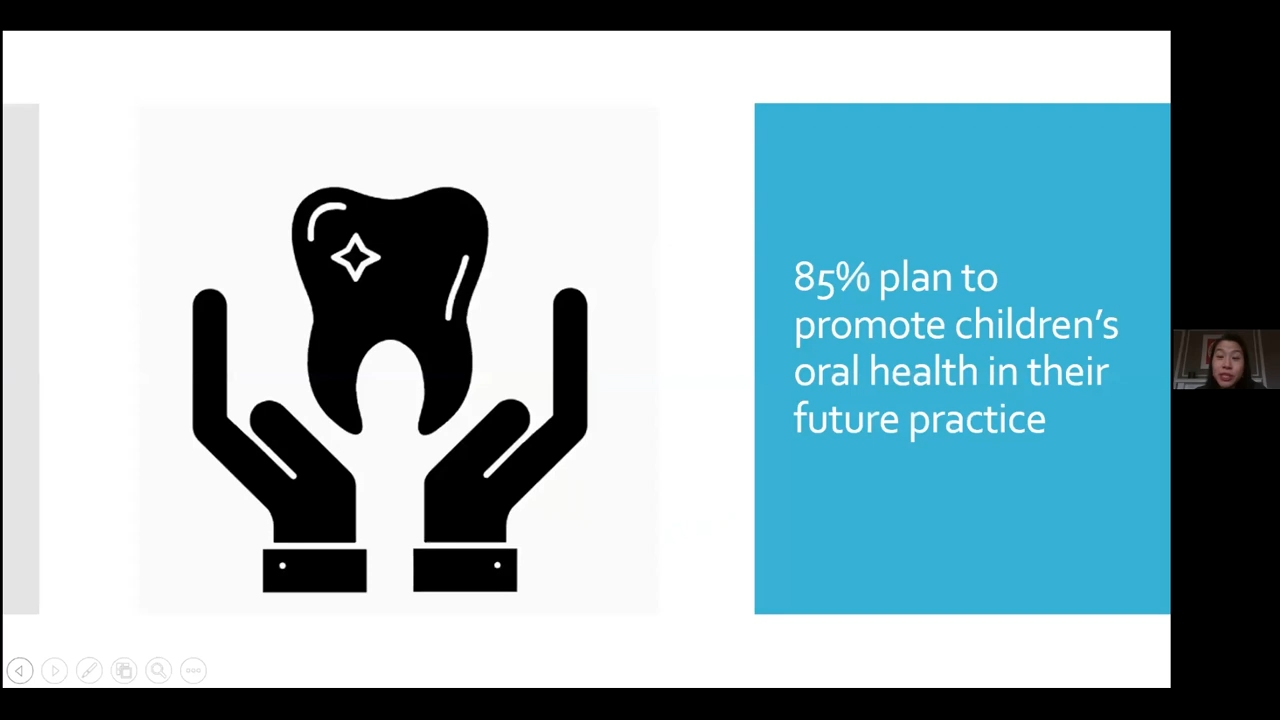 85% plan to
promote children’s
oral health in their
future practice